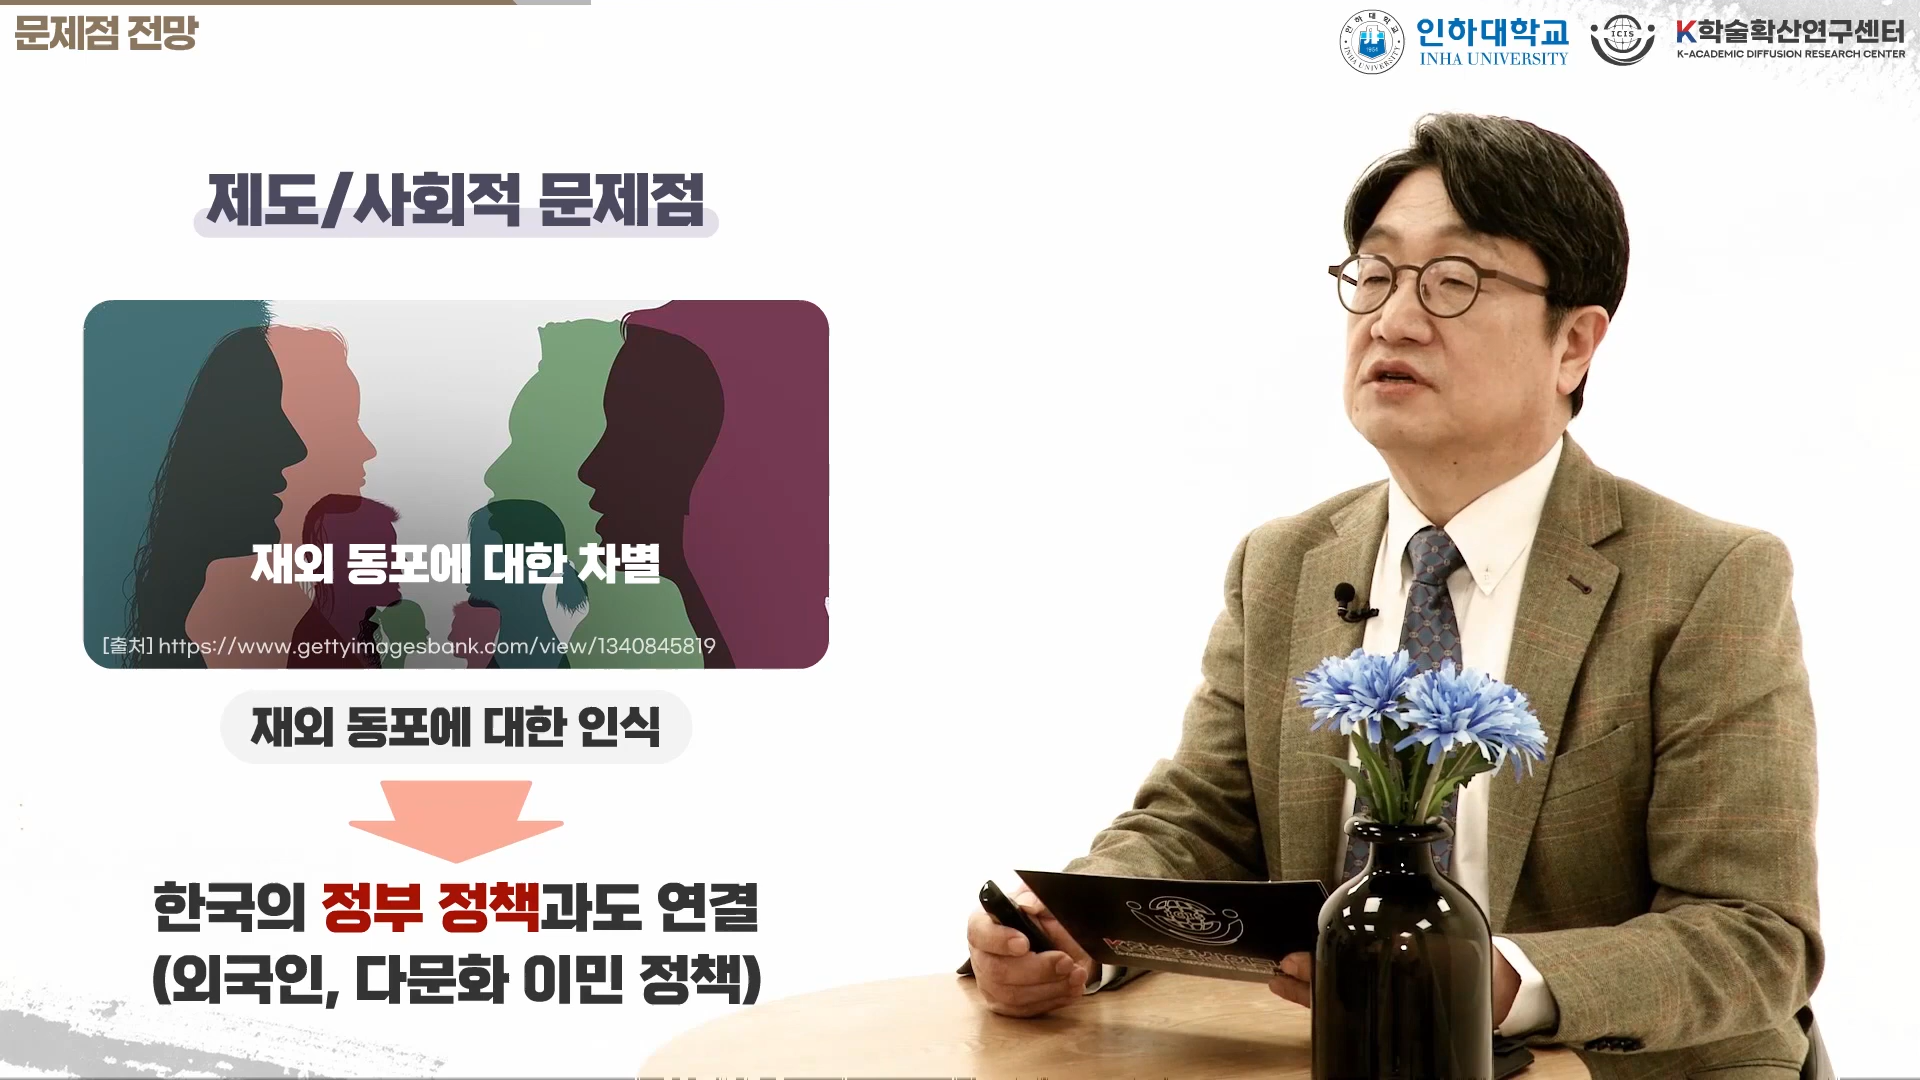 문제점 전망
인하대학교
INHA UNIVERSITY
ICIS
K학술확산연구센터
K-ACADEMIC DIFFUSION RESEARCH CENTER
제도/사회적 문제점
재외 동포에 대한 차별
[출처] https://www.gettyimagesbank.com/view/1340845819
재외 동포에 대한 인식
한국의 정부 정책과도 연결
(외국인, 다문화 이민 정책)